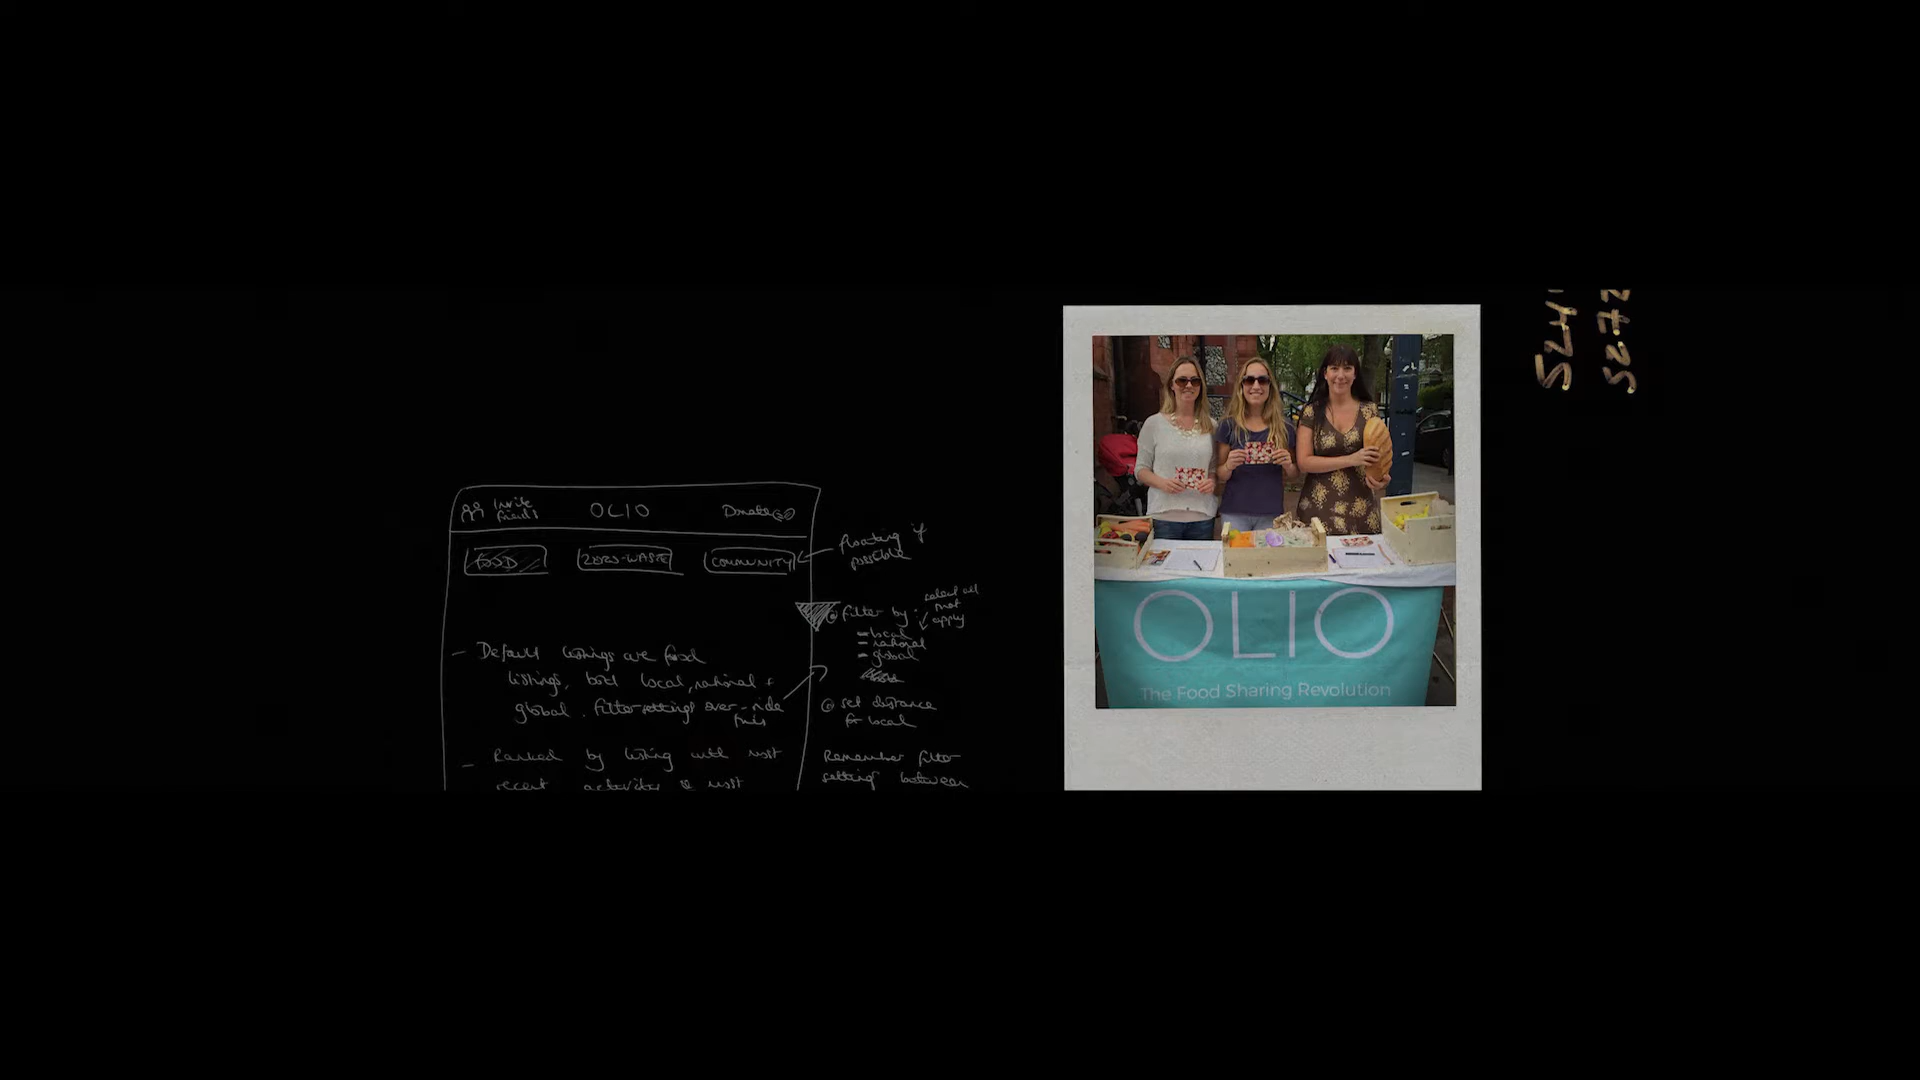 Invite
friends
OLIO
Donate
FOOD
ZERO-WASTE
COMMUNITY
floating if
possible
select all
that
apply
@ filter by:
- local
- national
- global
- Default listings are food
listings, both local, national +
global. Filter settings over-ride
this
@ set distance
for local
- Ranked by listing with most
recent activity & most
Remember filter
setting between
OLIO
The Food Sharing Revolution